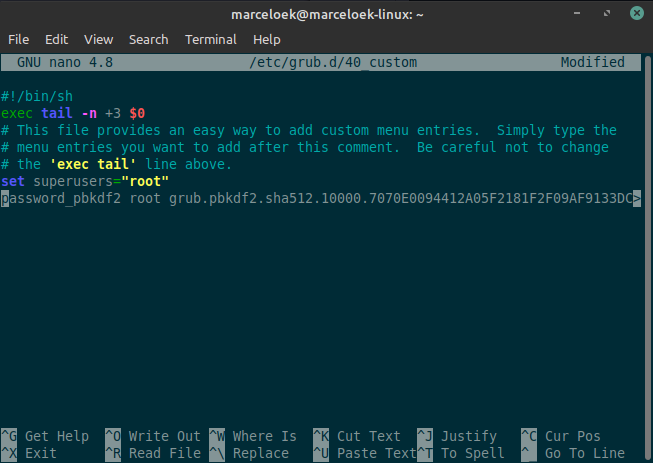 marceloek@marceloek-linux: ~
File Edit View Search Terminal Help
GNU nano 4.8 /etc/grub.d/40_custom Modified
#!/bin/sh
exec tail -n +3 $0
# This file provides an easy way to add custom menu entries.  Simply type the
# menu entries you want to add after this comment.  Be careful not to change
# the 'exec tail' line above.
set superusers="root"
password_pbkdf2 root grub.pbkdf2.sha512.10000.7070E0094412A05F2181F2F09AF9133DC>
^G Get Help ^O Write Out ^W Where Is ^K Cut Text ^J Justify ^C Cur Pos
^X Exit ^R Read File ^\ Replace ^U Paste Text ^T To Spell ^_ Go To Line